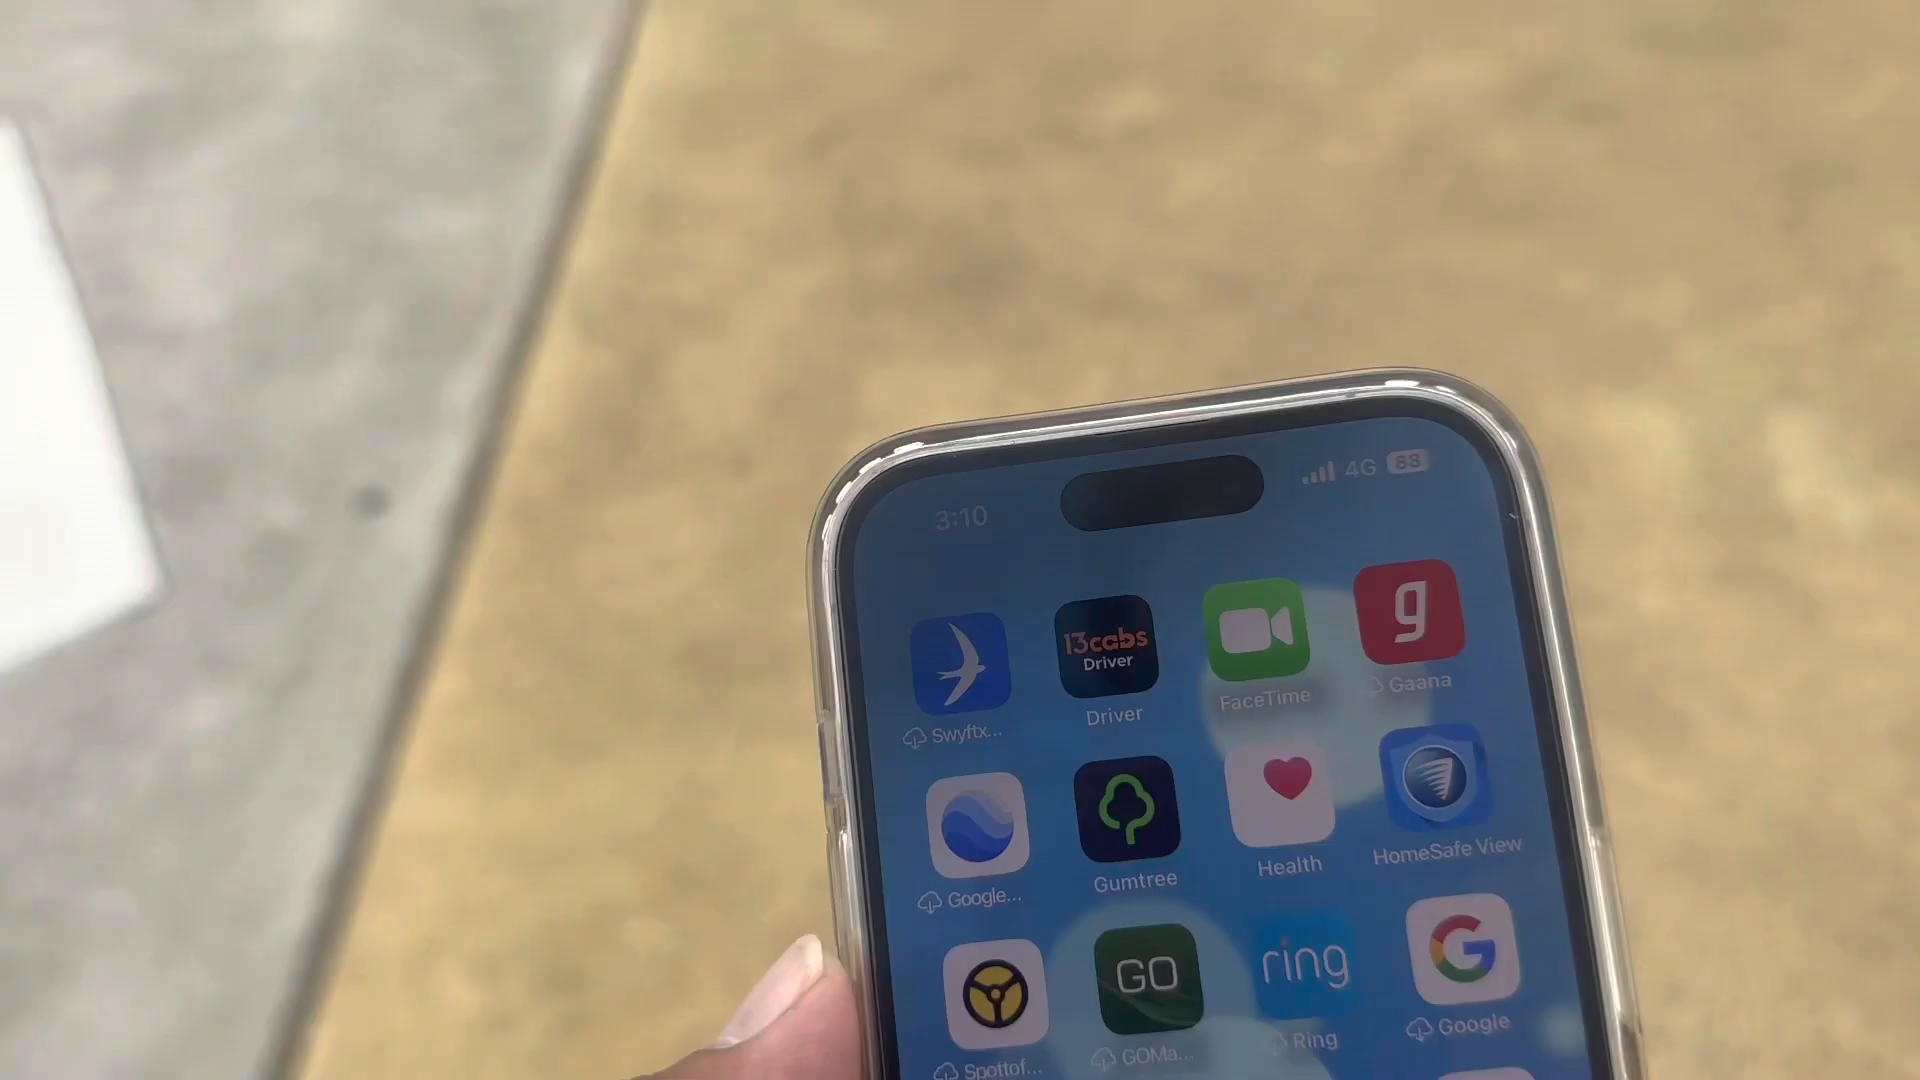 3:10
4G 88
13cabs
Driver
g
Swyftx...
Driver
FaceTime
Gaana
Google...
Gumtree
Health
HomeSafe View
GO
ring
G
Spottof...
GOMa...
Ring
Google